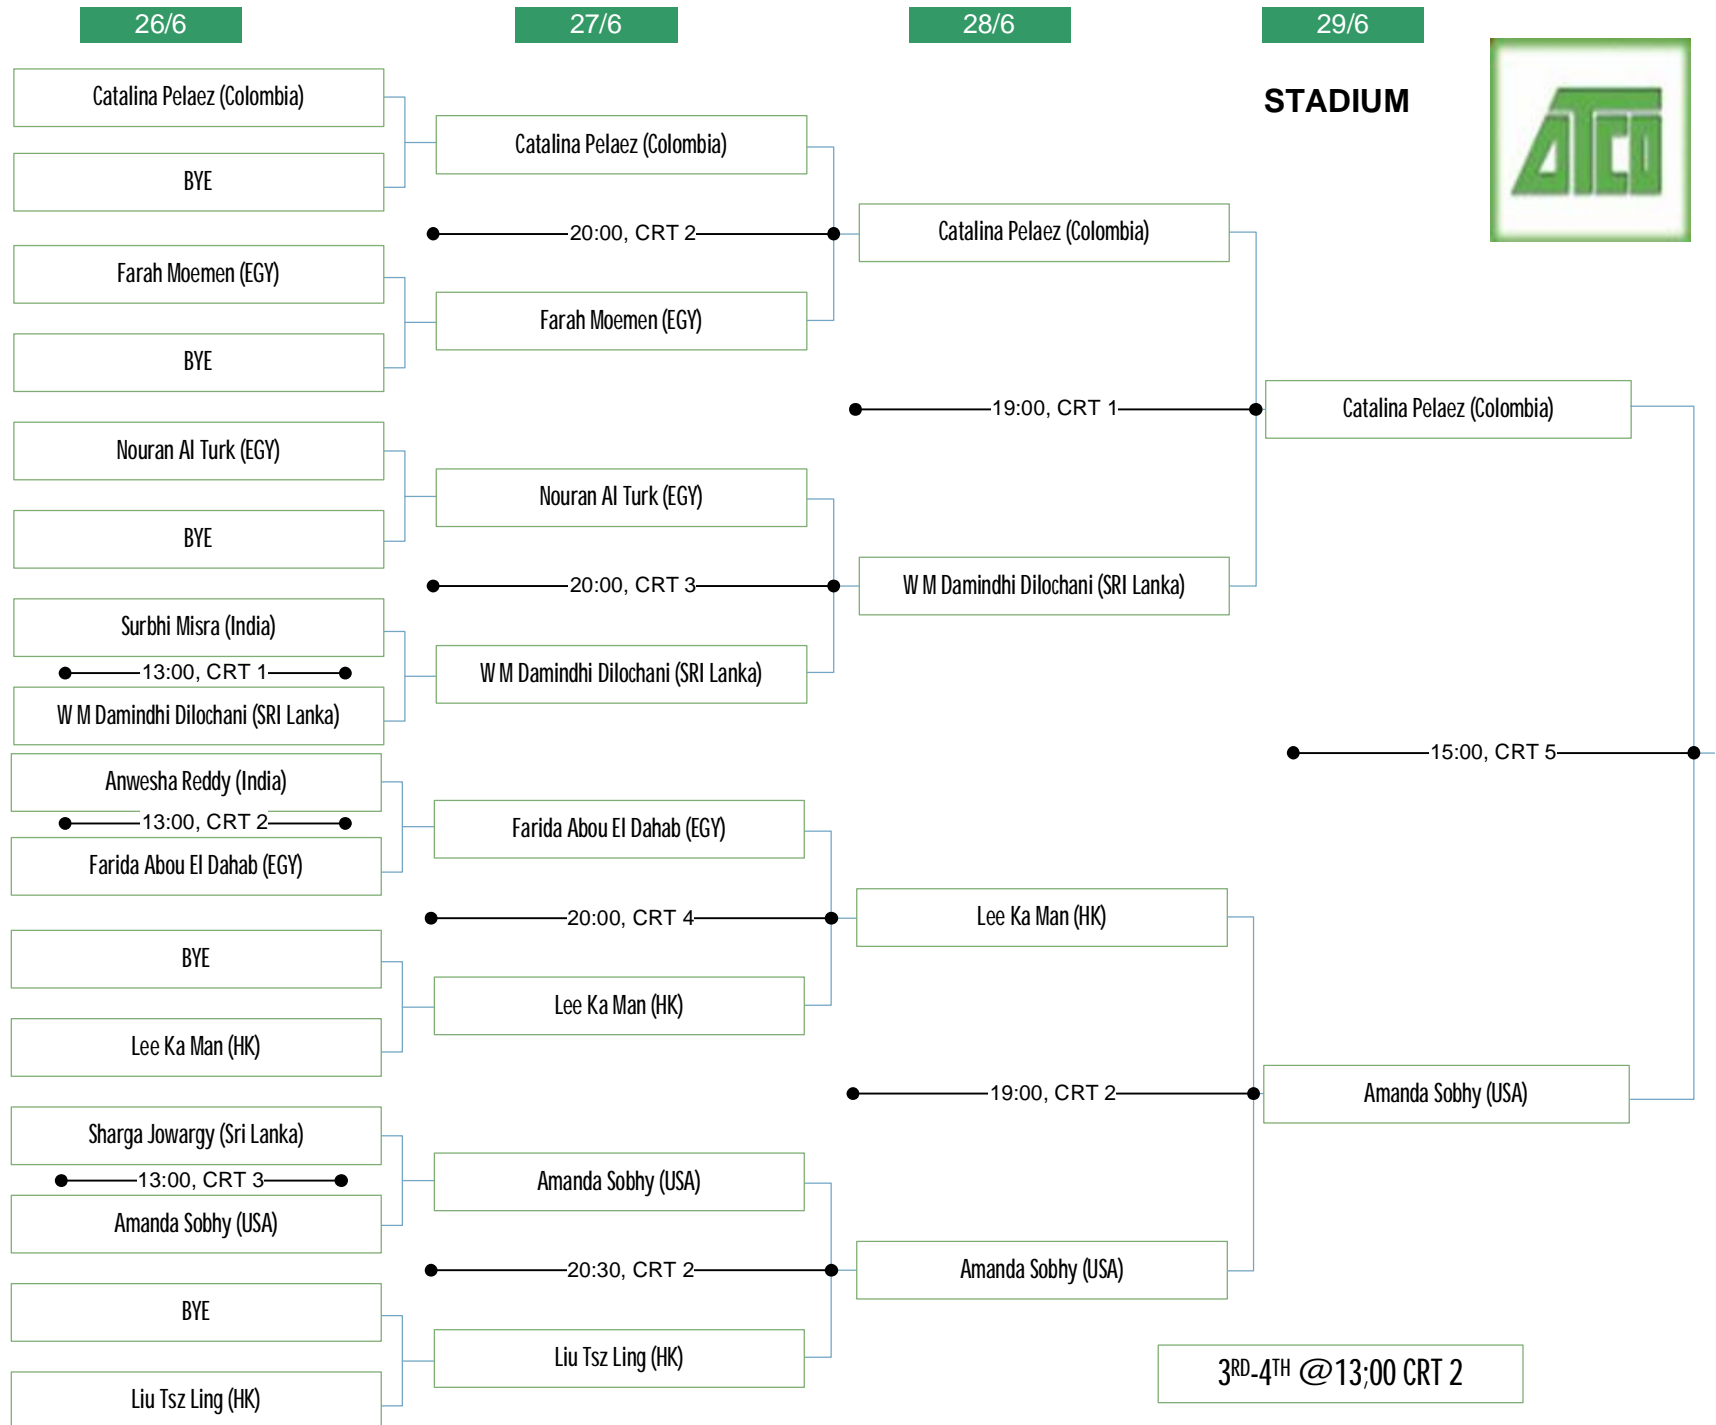 26/6
27/6
28/6
29/6
STADIUM
ATCO
Catalina Pelaez (Colombia)
BYE
Farah Moemen (EGY)
BYE
Nouran Al Turk (EGY)
BYE
Surbhi Misra (India)
13:00, CRT 1
W M Damindhi Dilochani (SRI Lanka)
Anwesha Reddy (India)
13:00, CRT 2
Farida Abou El Dahab (EGY)
BYE
Lee Ka Man (HK)
Sharga Jowargy (Sri Lanka)
13:00, CRT 3
Amanda Sobhy (USA)
BYE
Liu Tsz Ling (HK)
Catalina Pelaez (Colombia)
20:00, CRT 2
Farah Moemen (EGY)
Nouran Al Turk (EGY)
20:00, CRT 3
W M Damindhi Dilochani (SRI Lanka)
Farida Abou El Dahab (EGY)
20:00, CRT 4
Lee Ka Man (HK)
Amanda Sobhy (USA)
20:30, CRT 2
Liu Tsz Ling (HK)
Catalina Pelaez (Colombia)
19:00, CRT 1
W M Damindhi Dilochani (SRI Lanka)
Lee Ka Man (HK)
19:00, CRT 2
Amanda Sobhy (USA)
Catalina Pelaez (Colombia)
15:00, CRT 5
Amanda Sobhy (USA)
3RD-4TH @13;00 CRT 2